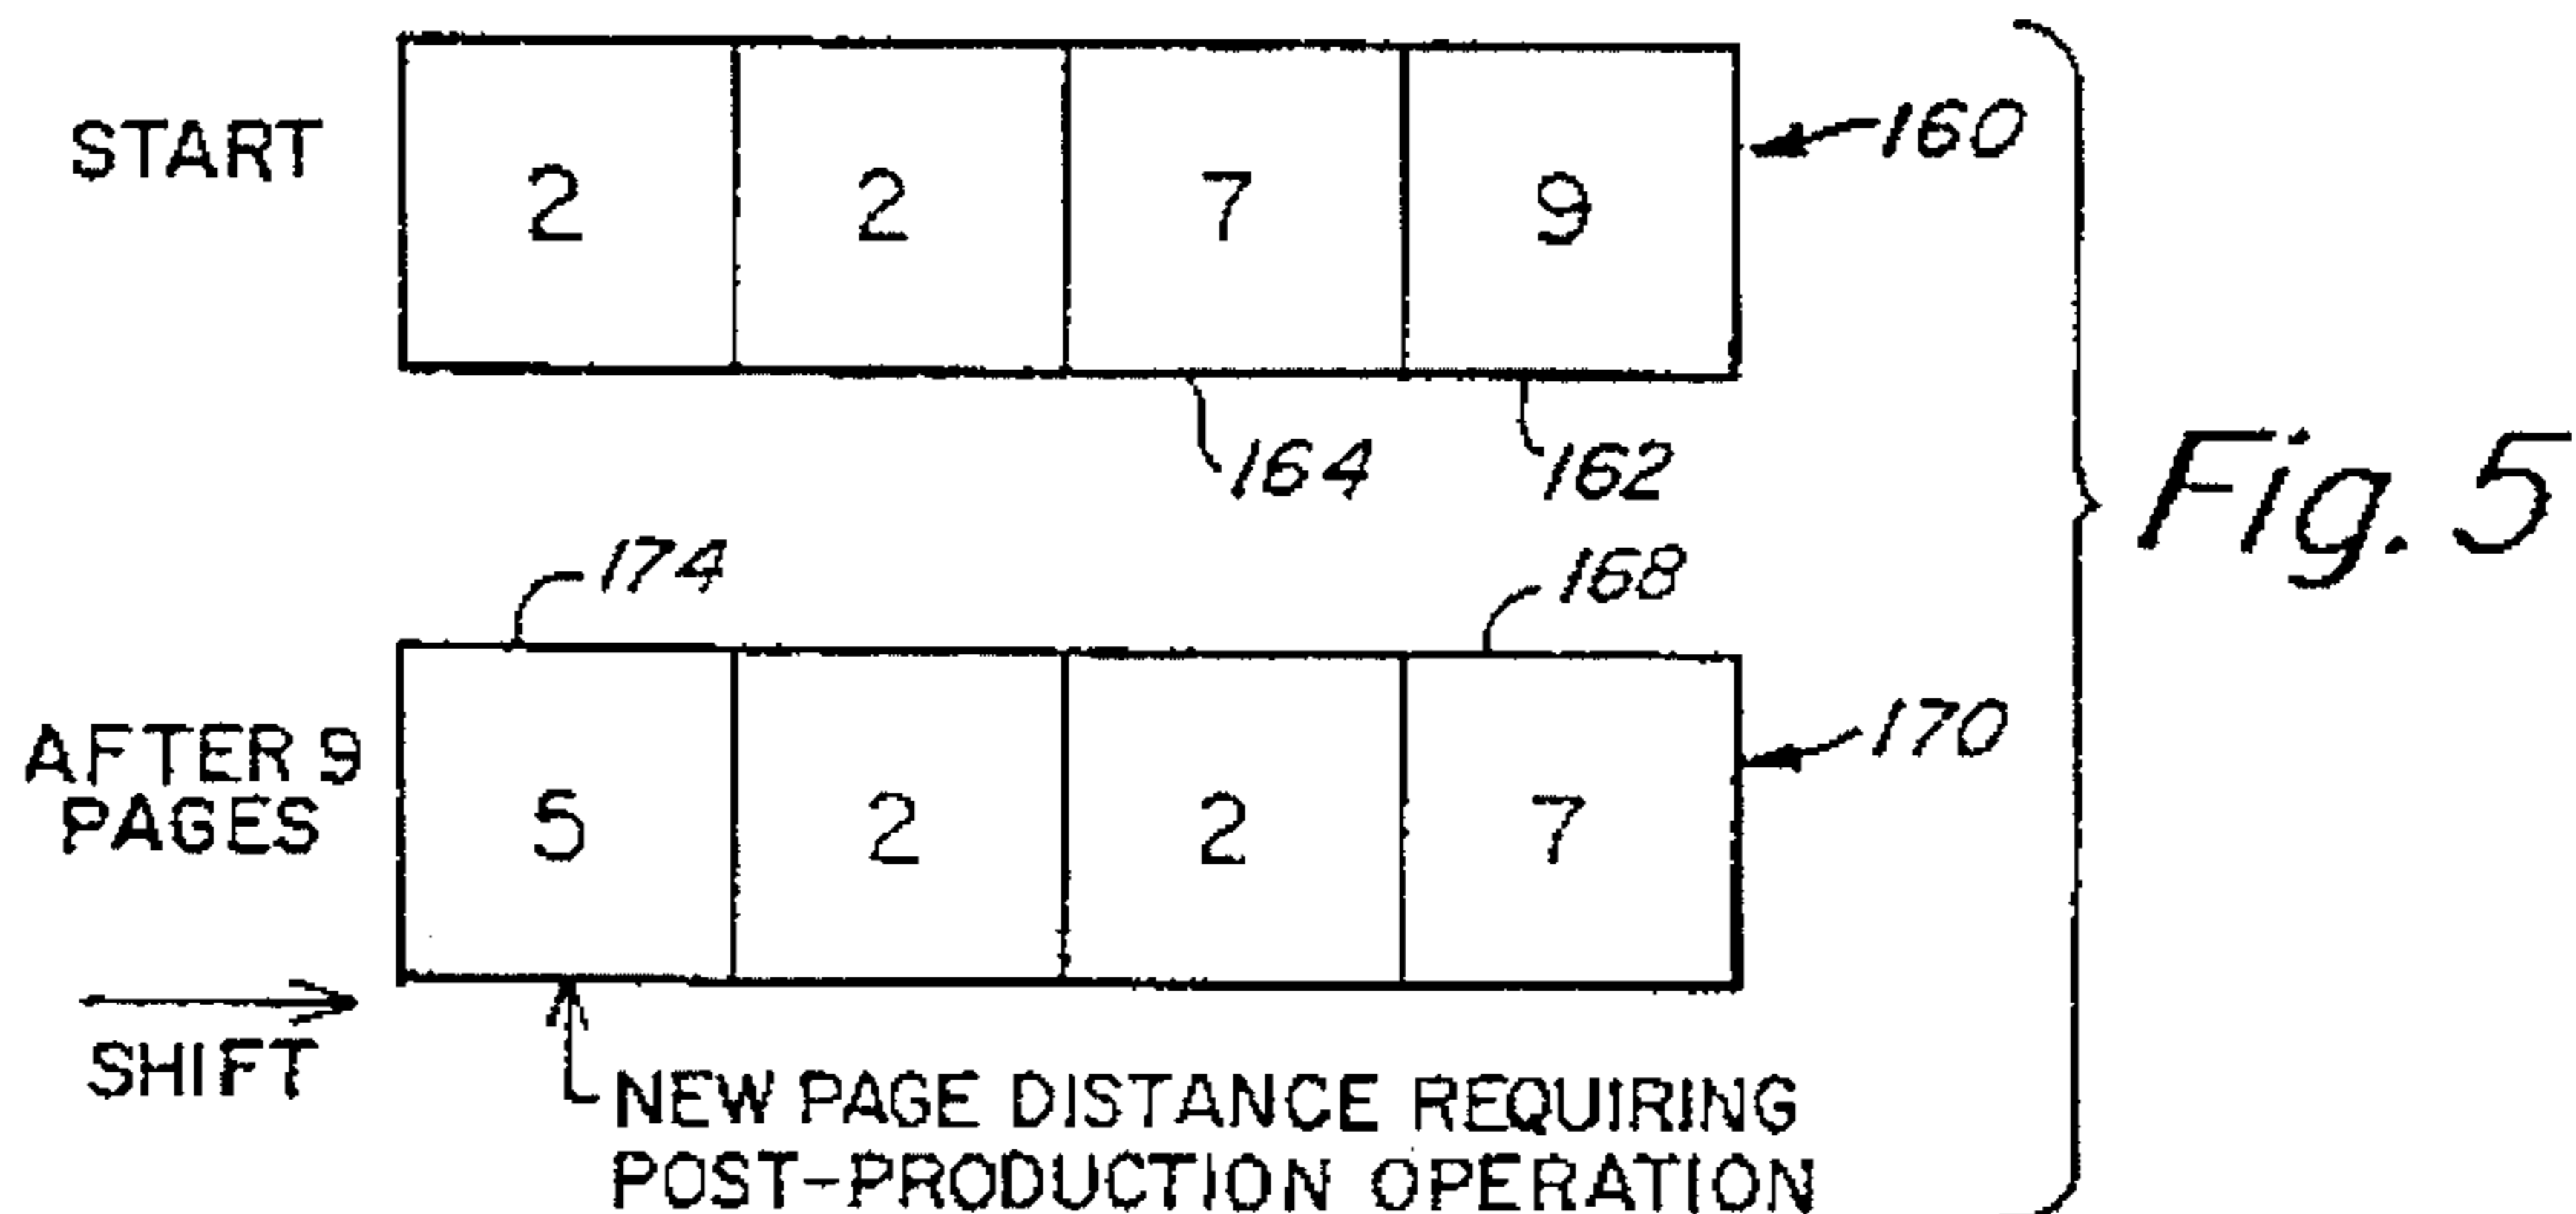 START
2 2 7 9
160
164 162
Fig. 5
174 168
AFTER 9
PAGES
5 2 2 7
170
SHIFT
NEW PAGE DISTANCE REQUIRING
POST-PRODUCTION OPERATION